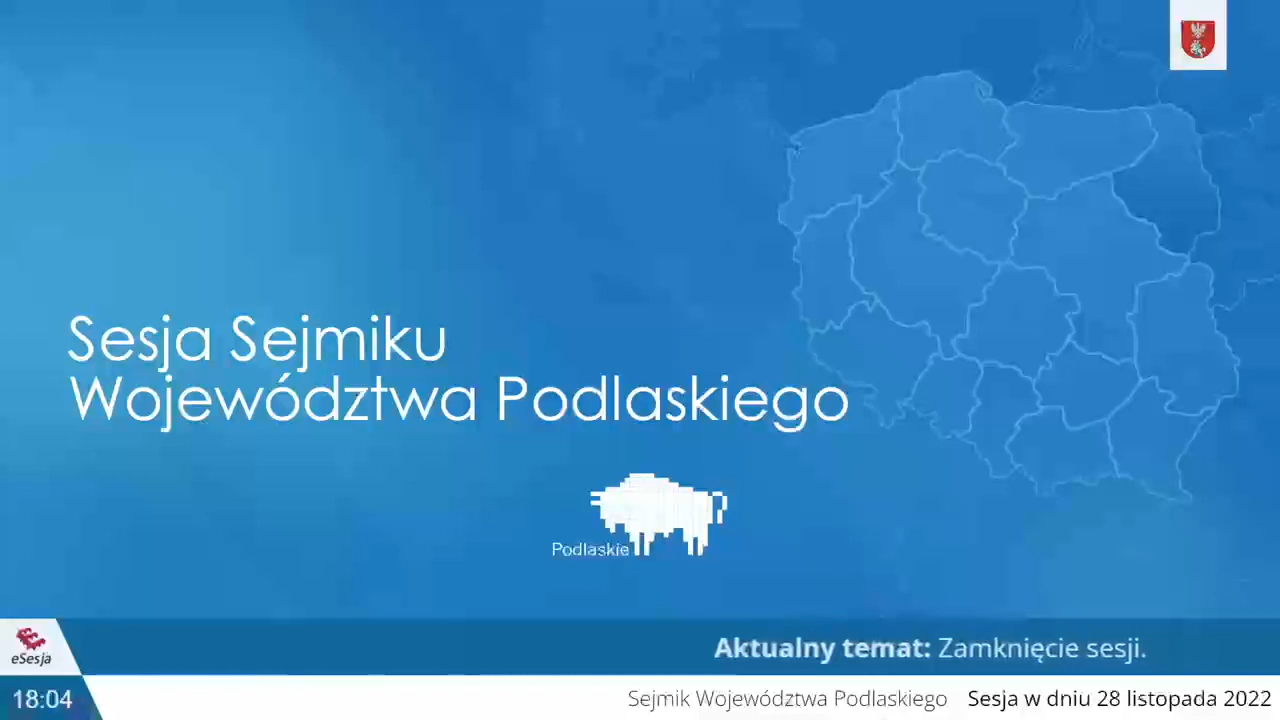 Sesja Sejmiku
Województwa Podlaskiego
Podlaskie
eSesja
Aktualny temat: Zamknięcie sesji.
18:04
Sejmik Województwa Podlaskiego Sesja w dniu 28 listopada 2022